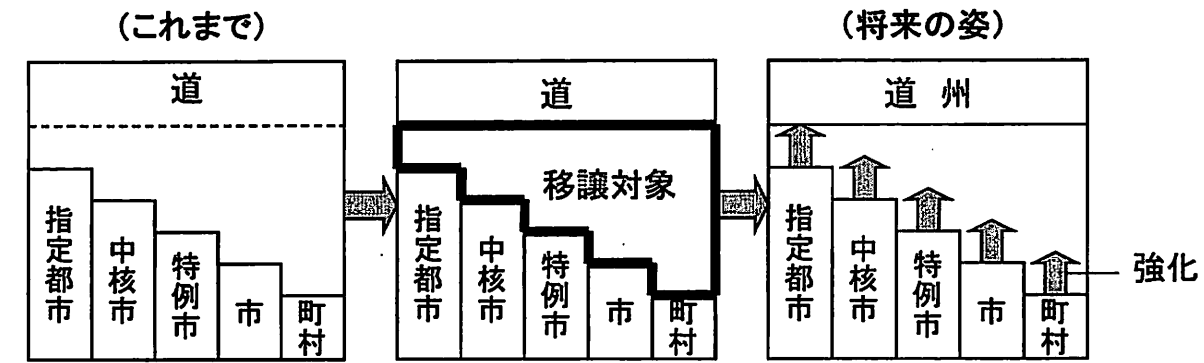 (これまで)
道
指定都市
中核市
特例市
市
町村
道
移譲対象
指定都市
中核市
特例市
市
町村
(将来の姿)
道州
指定都市
中核市
特例市
市
町村
強化